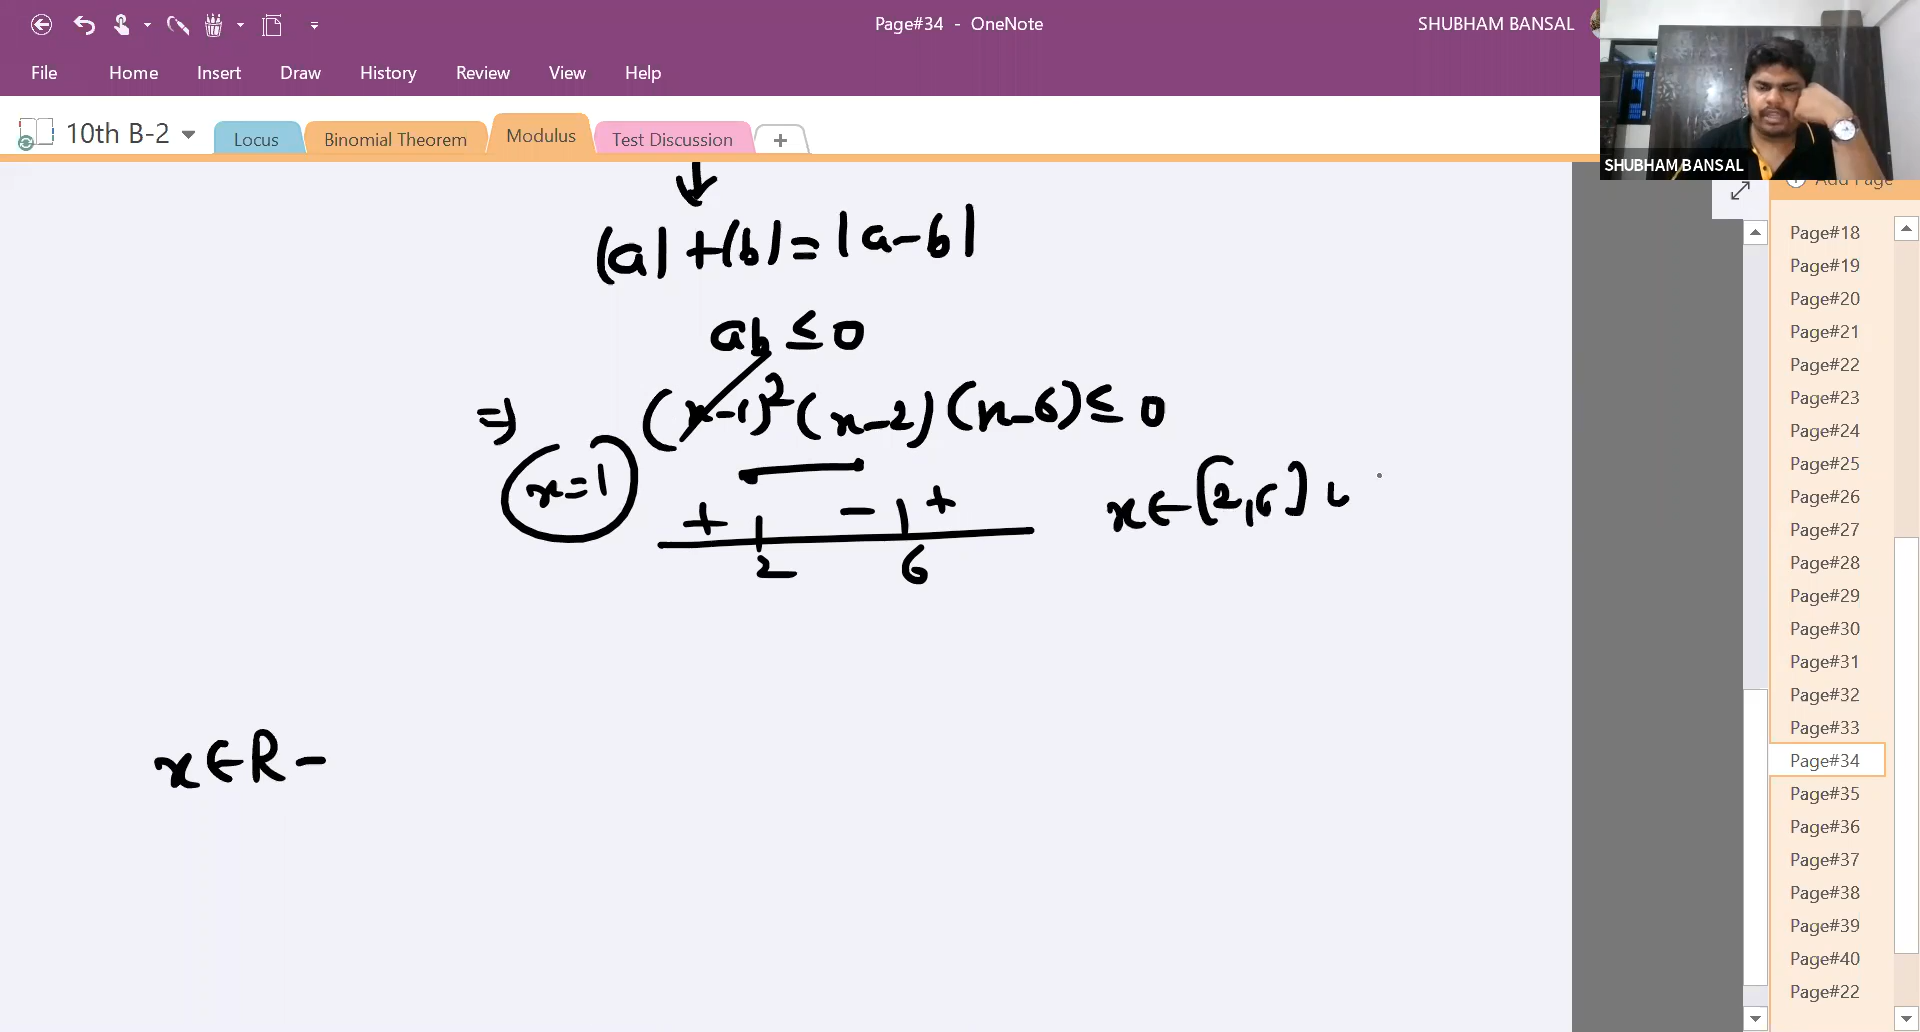 Page#34 - OneNote
SHUBHAM BANSAL
File Home Insert Draw History Review View Help
10th B-2
Locus
Binomial Theorem
Modulus
Test Discussion
+
SHUBHAM BANSAL
Add Page
|a| + |b| = |a-b|
ab ≤ 0
⇒ (x-1)² (x-2) (x-6) ≤ 0
x=1
+ - +
2 6
x ∈ [2,6] ∪
x ∈ R -
Page#18
Page#19
Page#20
Page#21
Page#22
Page#23
Page#24
Page#25
Page#26
Page#27
Page#28
Page#29
Page#30
Page#31
Page#32
Page#33
Page#34
Page#35
Page#36
Page#37
Page#38
Page#39
Page#40
Page#22